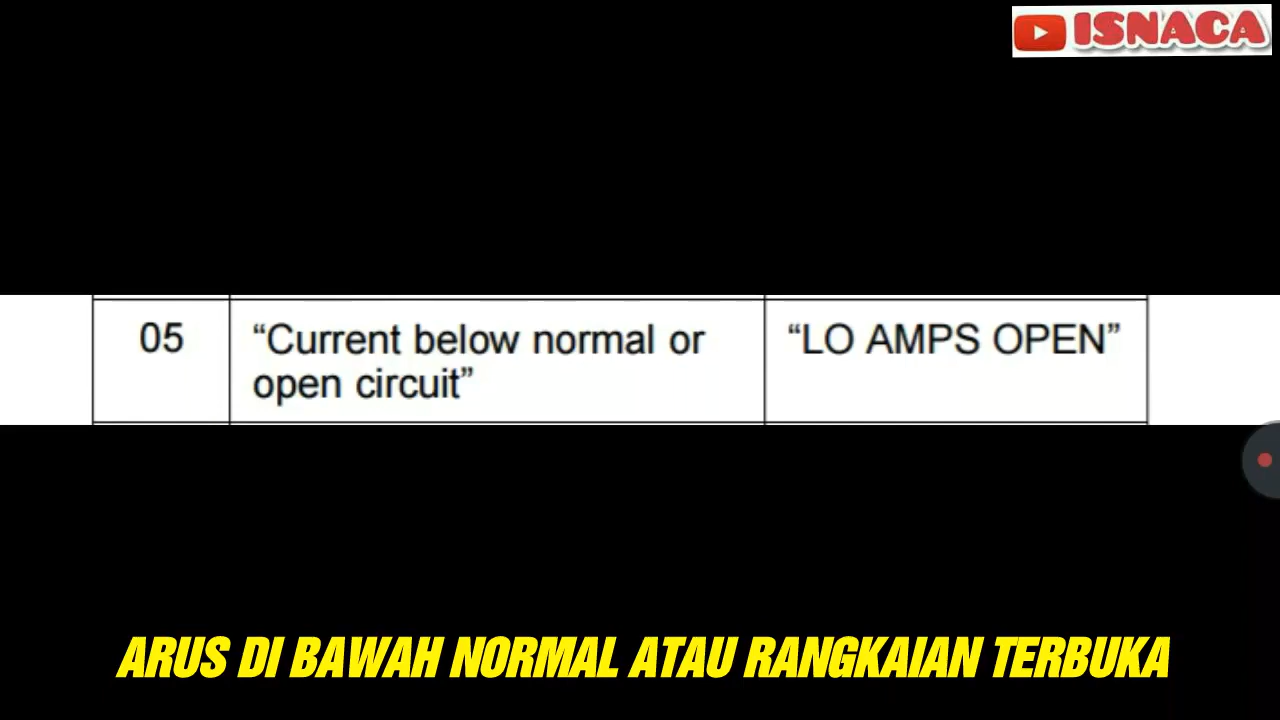 ISNACA
05
“Current below normal or
open circuit”
“LO AMPS OPEN”
ARUS DI BAWAH NORMAL ATAU RANGKAIAN TERBUKA